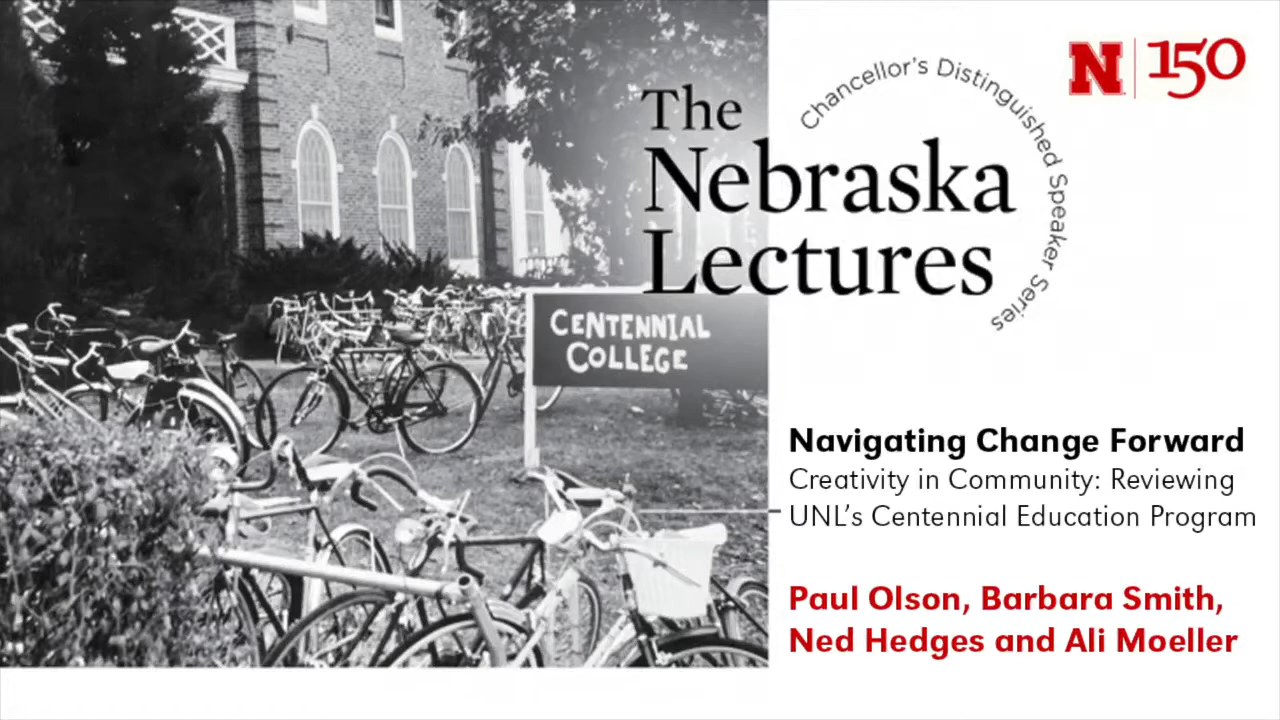 The
Nebraska
Lectures
Chancellor's Distinguished Speaker Series
N | 150
CENTENNIAL
COLLEGE
Navigating Change Forward
Creativity in Community: Reviewing
UNL's Centennial Education Program
Paul Olson, Barbara Smith,
Ned Hedges and Ali Moeller